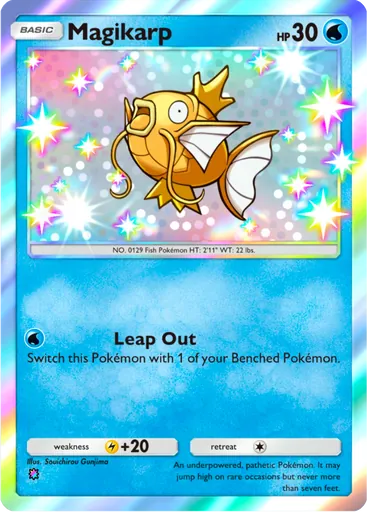 BASIC Magikarp HP 30
NO. 0129 Fish Pokémon HT: 2'11" WT: 22 lbs.
Leap Out
Switch this Pokémon with 1 of your Benched Pokémon.
weakness +20 retreat
Illus. Souichirou Gunjima
An underpowered, pathetic Pokémon. It may
jump high on rare occasions but never more
than seven feet.